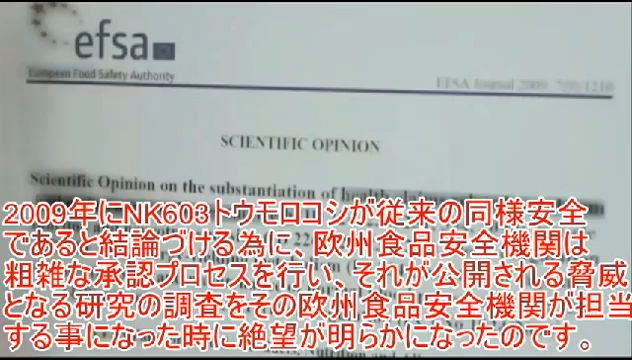 efsa
European Food Safety Authority
EFSA Journal 2009; 7(9):1210
SCIENTIFIC OPINION
Scientific Opinion on the substantiation of health
2009年にNK603トウモロコシが従来の同様安全
であると結論づける為に、欧州食品安全機関は
粗雑な承認プロセスを行い、それが公開される脅威
となる研究の調査をその欧州食品安全機関が担当
する事になった時に絶望が明らかになったのです。